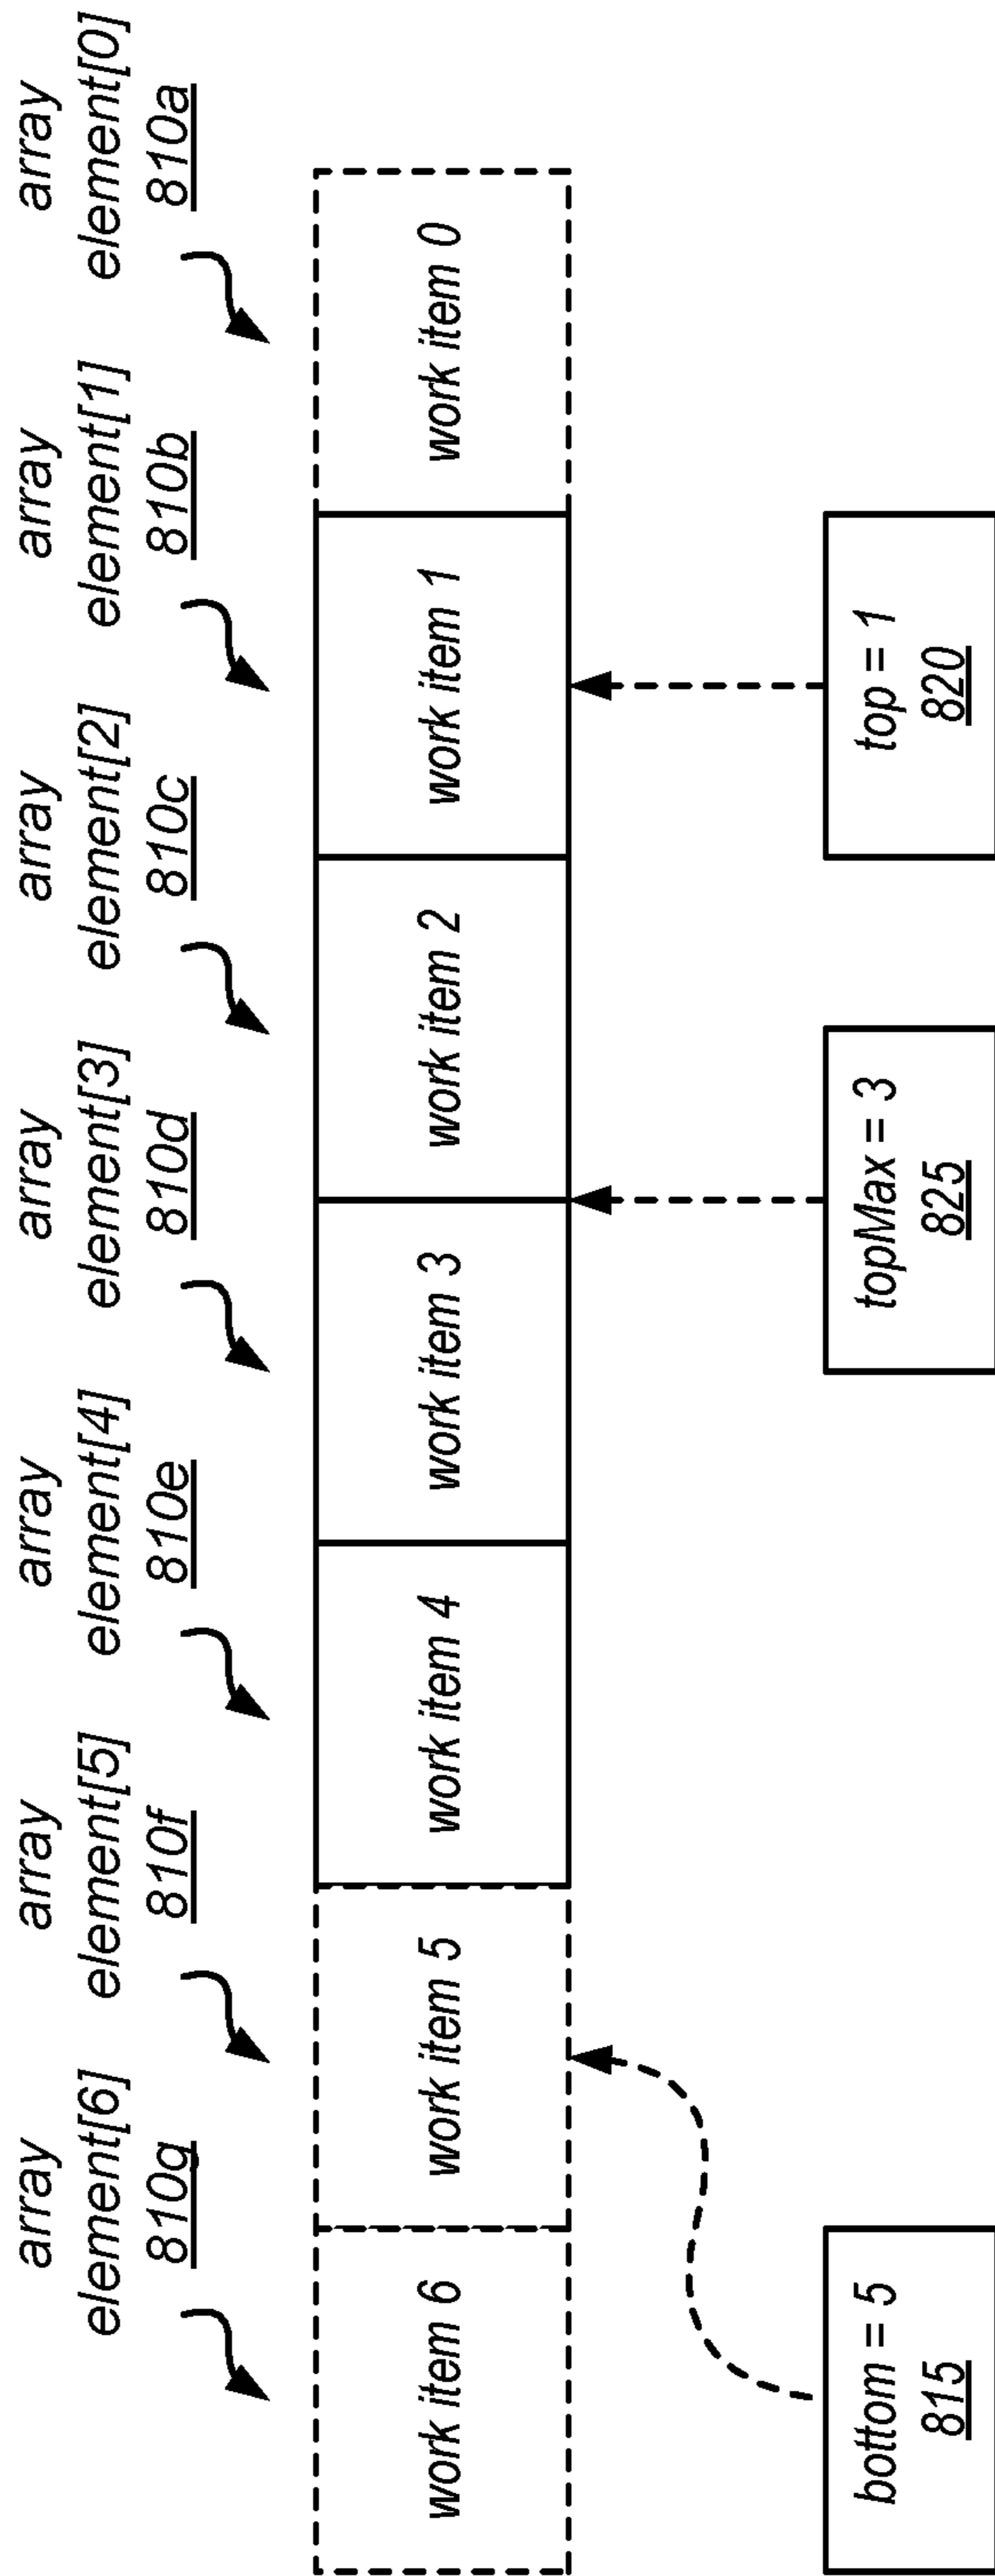 array
element[6]
810g
array
element[5]
810f
array
element[4]
810e
array
element[3]
810d
array
element[2]
810c
array
element[1]
810b
array
element[0]
810a
work item 6
work item 5
work item 4
work item 3
work item 2
work item 1
work item 0
bottom = 5
815
topMax = 3
825
top = 1
820